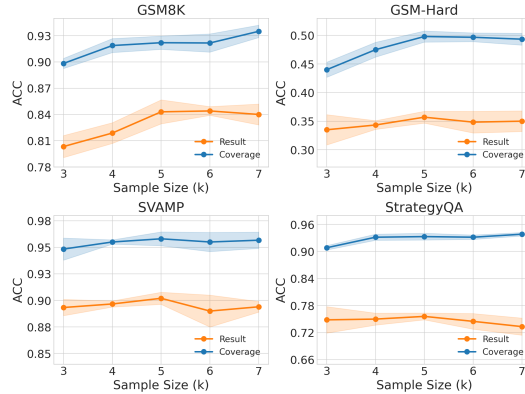 GSM8K
0.93
0.90
0.87
0.84
0.81
0.78
ACC
3 4 5 6 7
Sample Size (k)
Result
Coverage
GSM-Hard
0.50
0.45
0.40
0.35
0.30
ACC
3 4 5 6 7
Sample Size (k)
Result
Coverage
SVAMP
0.98
0.95
0.93
0.90
0.88
0.85
ACC
3 4 5 6 7
Sample Size (k)
Result
Coverage
StrategyQA
0.96
0.90
0.84
0.78
0.72
0.66
ACC
3 4 5 6 7
Sample Size (k)
Result
Coverage